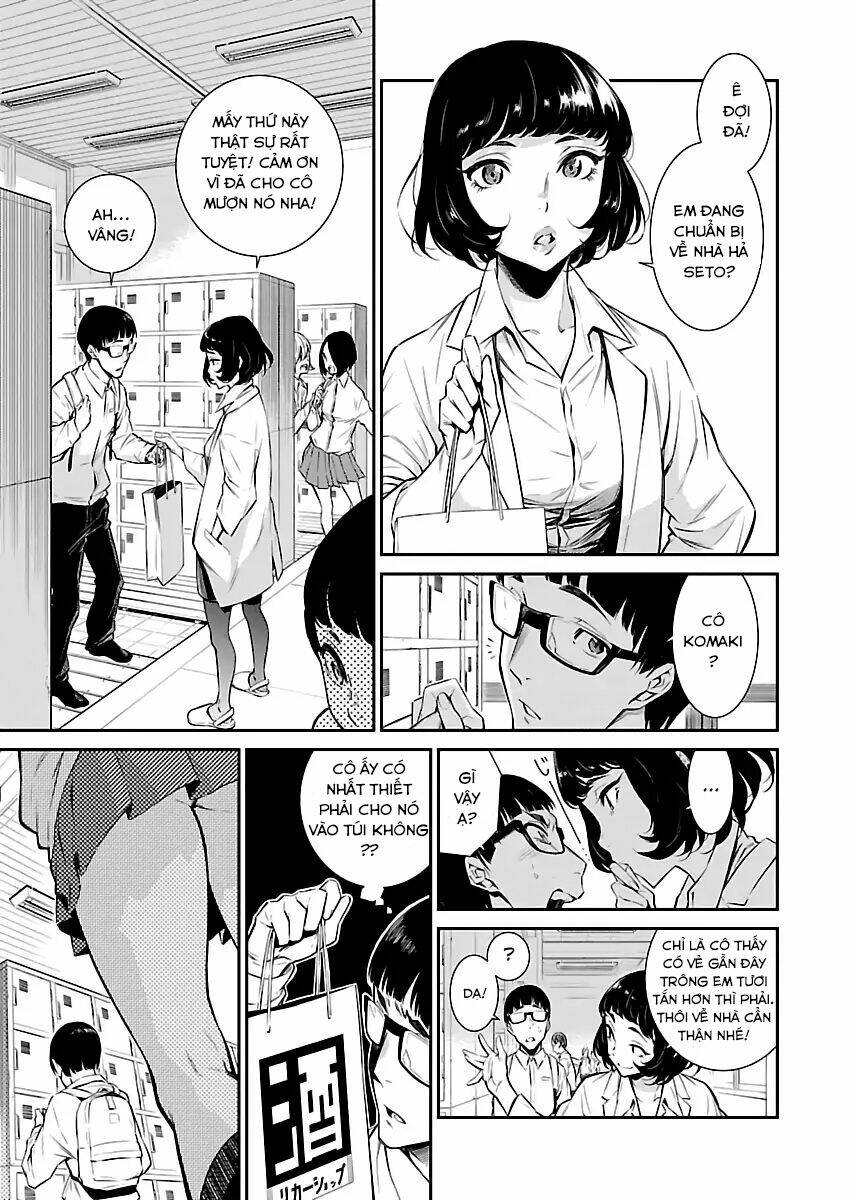 Ê
ĐỢI
ĐÃ!
EM ĐANG
CHUẨN BỊ
VỀ NHÀ HẢ
SETO?
CÔ
KOMAKI
?
MẤY THỨ NÀY
THẬT SỰ RẤT
TUYỆT! CẢM ƠN
VÌ ĐÃ CHO CÔ
MƯỢN NÓ NHA!
AH...
VÂNG!
...
GÌ
VẬY
Ạ?
CHỈ LÀ CÔ THẤY
CÓ VẺ GẦN ĐÂY
TRÔNG EM TƯƠI
TẮN HƠN THÌ PHẢI.
THÔI VỀ NHÀ CẨN
THẬN NHÉ!
?
DẠ!
CÔ ẤY CÓ
NHẤT THIẾT
PHẢI CHO NÓ
VÀO TÚI KHÔNG
??
酒
リカーショップ